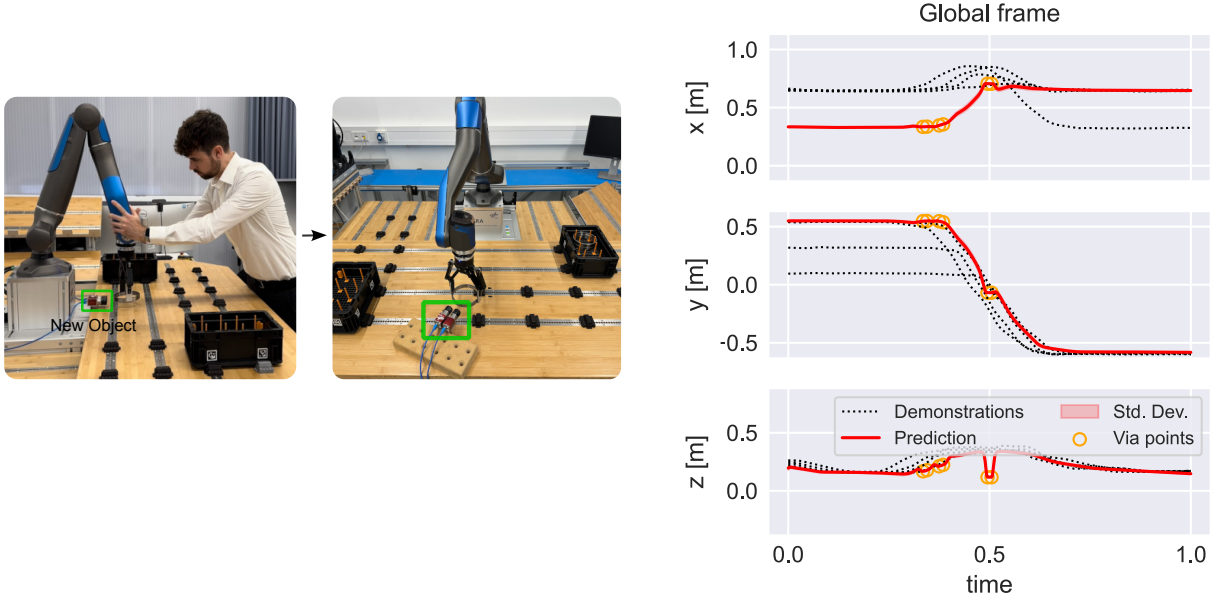 New Object
Global frame
x [m]
1.0
0.5
0.0
y [m]
0.5
0.0
-0.5
z [m]
0.5
0.0
Demonstrations
Prediction
Std. Dev.
Via points
0.0
0.5
1.0
time